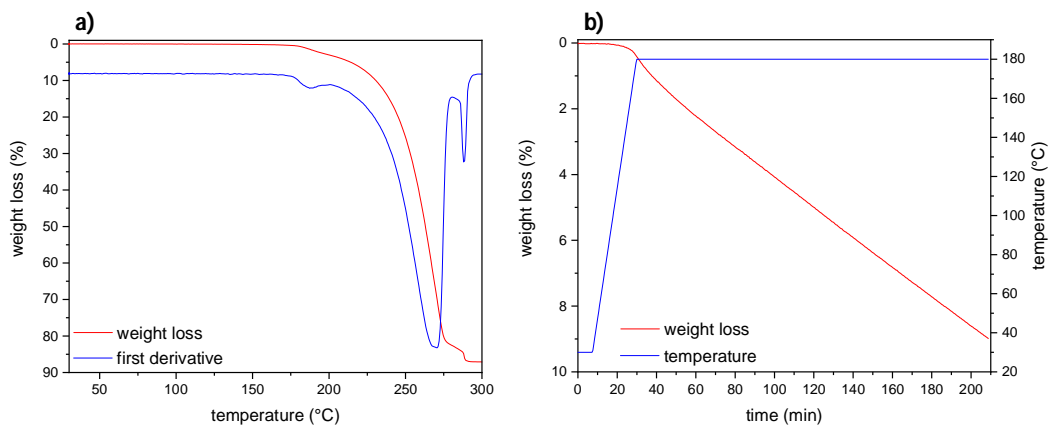 a)
0
10
20
30
40
50
60
70
80
90
weight loss (%)
weight loss
first derivative
50 100 150 200 250 300
temperature (°C)
b)
0
2
4
6
8
10
weight loss (%)
180
160
140
120
100
80
60
40
20
temperature (°C)
weight loss
temperature
0 20 40 60 80 100 120 140 160 180 200
time (min)